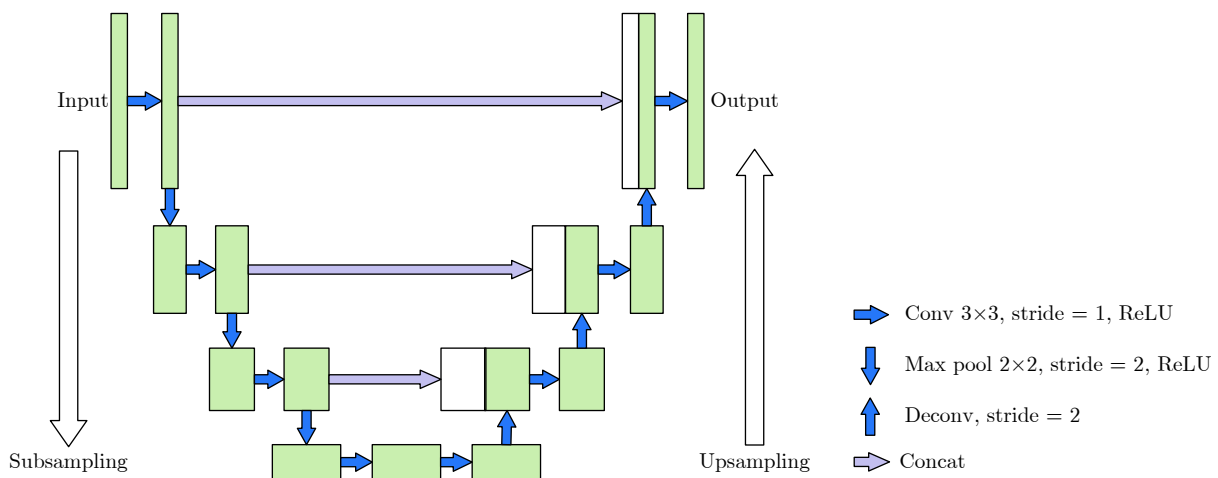 Input
Output
Conv 3×3, stride = 1, ReLU
Max pool 2×2, stride = 2, ReLU
Deconv, stride = 2
Subsampling
Upsampling
Concat